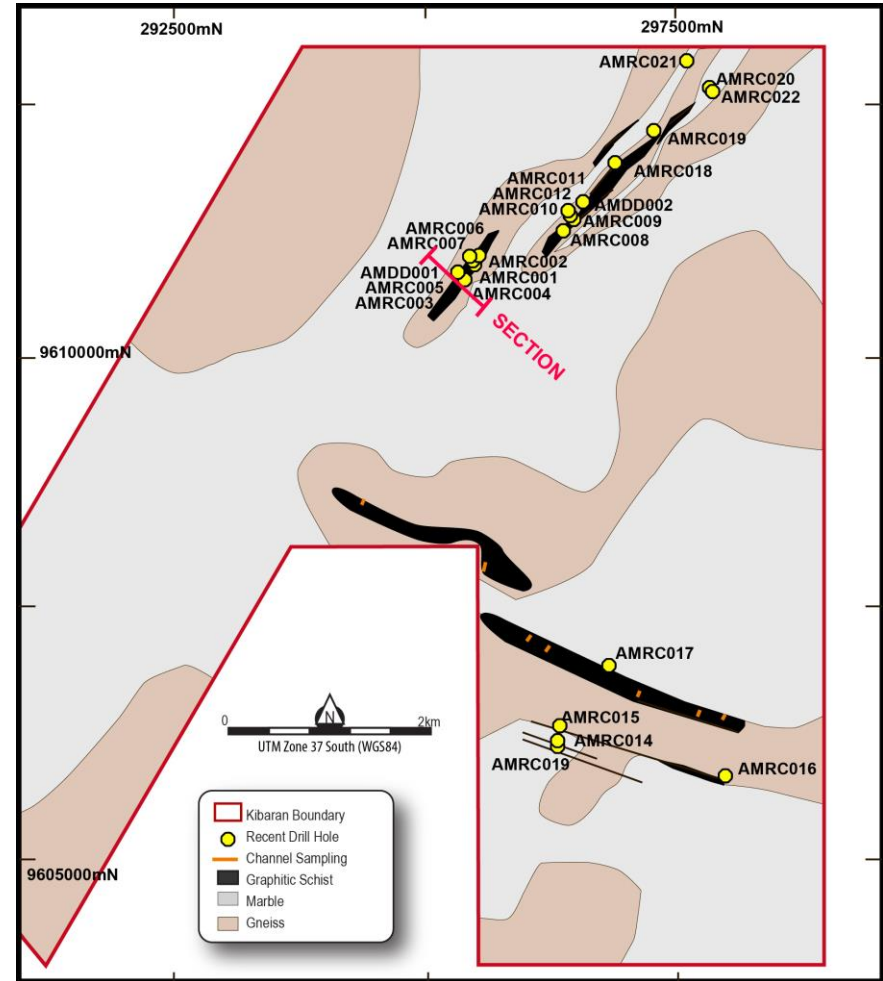 292500mN
297500mN
AMRC021
AMRC020
AMRC022
AMRC019
AMRC018
AMRC011
AMRC012
AMRC010
AMDD002
AMRC009
AMRC008
AMRC006
AMRC007
AMRC002
AMDD001
AMRC001
AMRC005
AMRC004
AMRC003
SECTION
9610000mN
AMRC017
AMRC015
AMRC014
AMRC019
AMRC016
0
N
2km
UTM Zone 37 South (WGS84)
Kibaran Boundary
Recent Drill Hole
Channel Sampling
Graphitic Schist
Marble
Gneiss
9605000mN